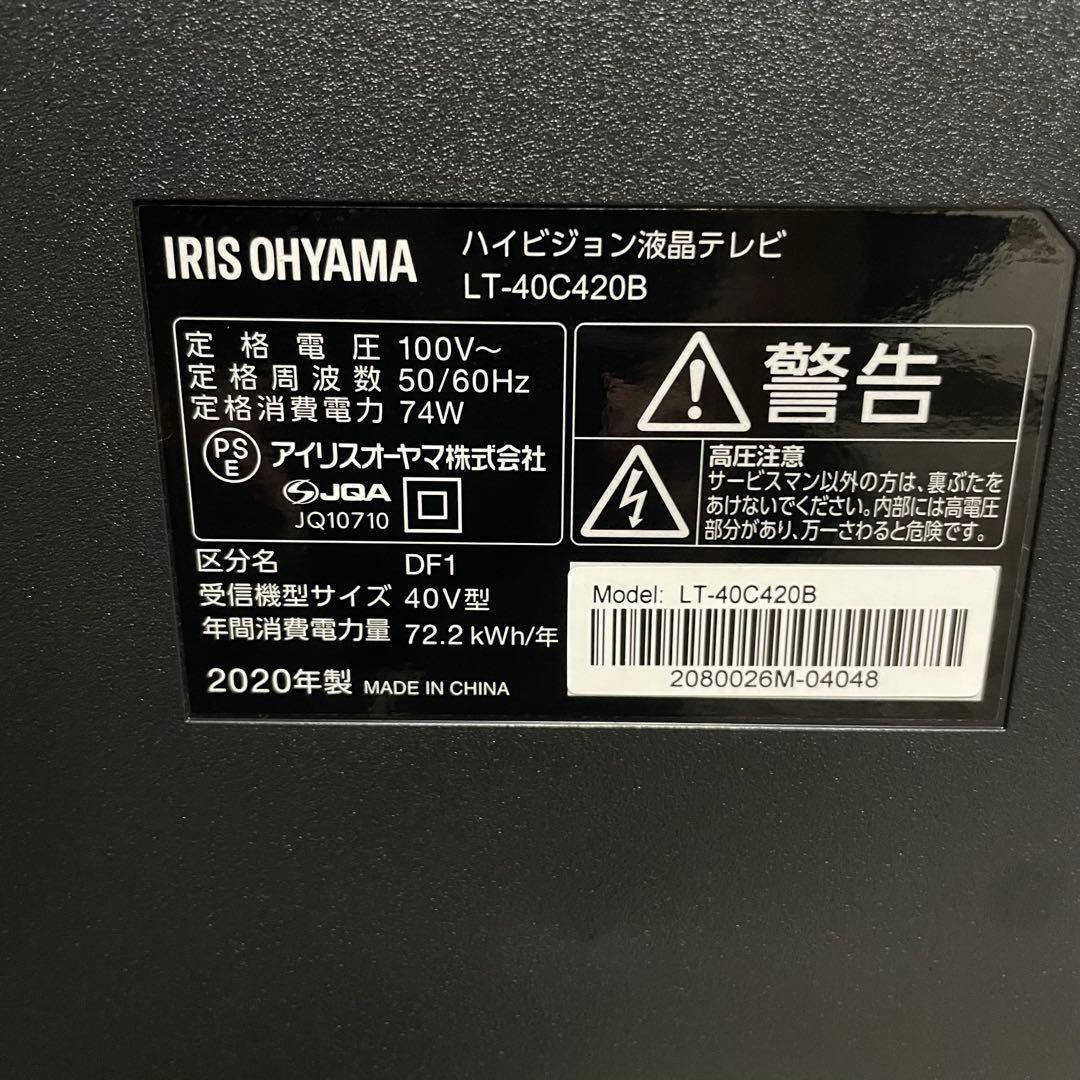 IRIS OHYAMA
ハイビジョン液晶テレビ
LT-40C420B
定格電圧 100V～
定格周波数 50/60Hz
定格消費電力 74W
PS
E
アイリスオーヤマ株式会社
JQA
JQ10710
区分名 DF1
受信機型サイズ 40V型
年間消費電力量 72.2 kWh/年
2020年製 MADE IN CHINA
警告
高圧注意
サービスマン以外の方は、裏ぶたを
あけないでください。内部には高電圧
部分があり、万一さわると危険です。
Model: LT-40C420B
2080026M-04048